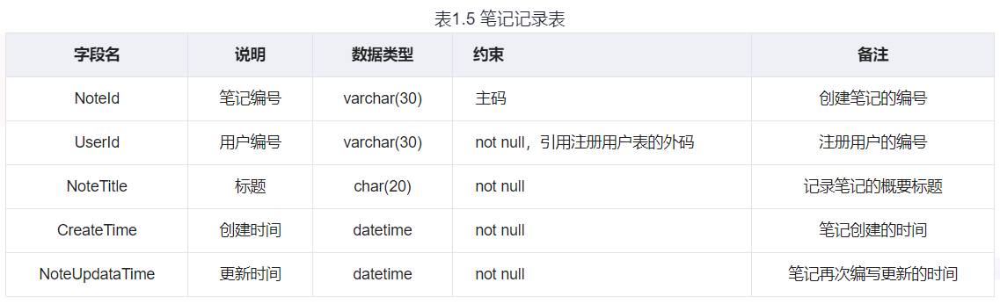 表1.5 笔记记录表
字段名 说明 数据类型 约束 备注
NoteId 笔记编号 varchar(30) 主码 创建笔记的编号
UserId 用户编号 varchar(30) not null，引用注册用户表的外码 注册用户的编号
NoteTitle 标题 char(20) not null 记录笔记的概要标题
CreateTime 创建时间 datetime not null 笔记创建的时间
NoteUpdataTime 更新时间 datetime not null 笔记再次编写更新的时间